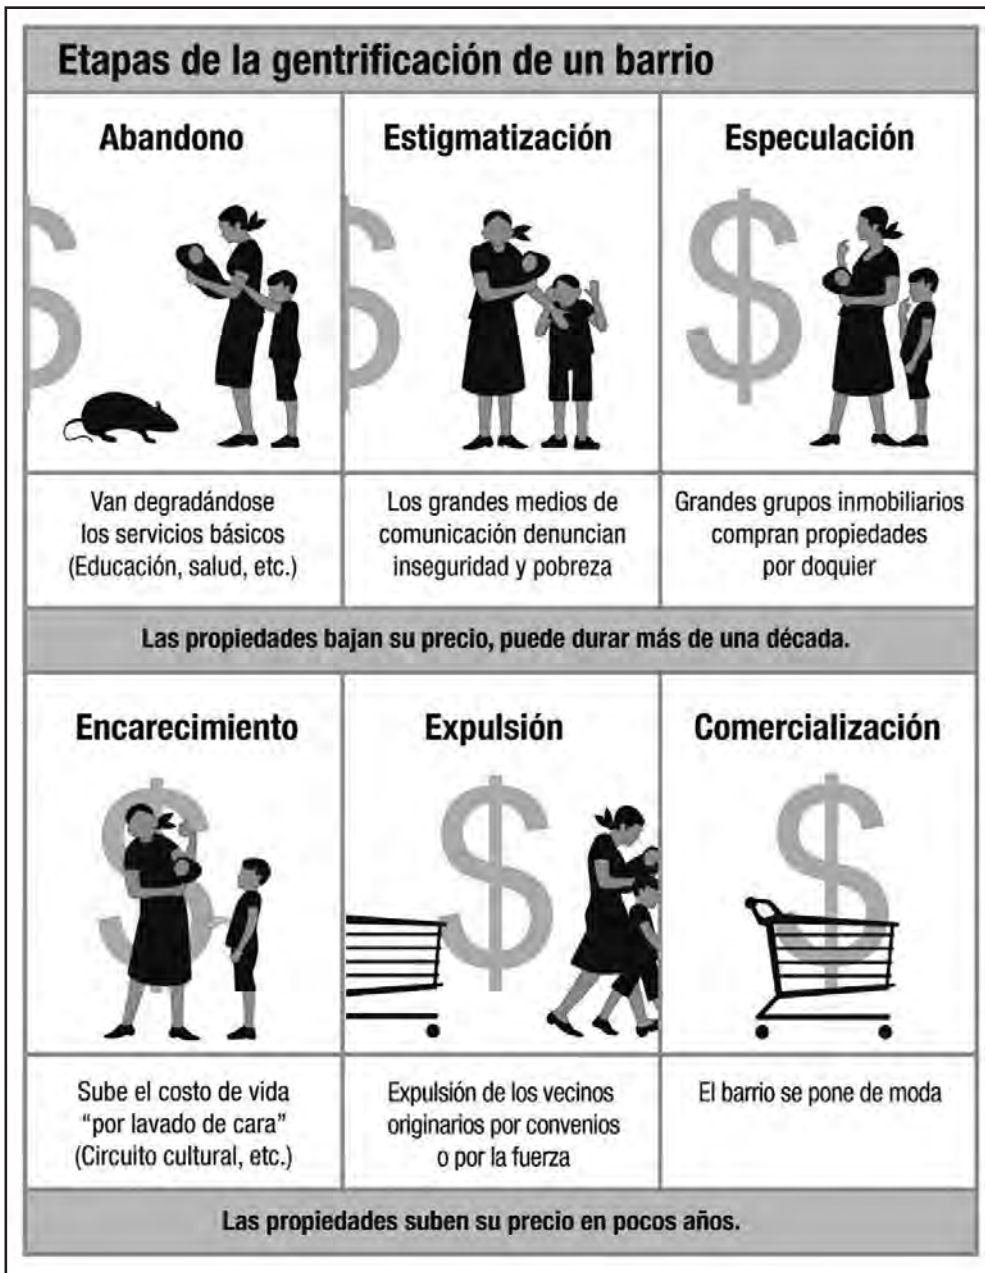 Etapas de la gentrificación de un barrio
Abandono
Van degradándose
los servicios básicos
(Educación, salud, etc.)
Estigmatización
Los grandes medios de
comunicación denuncian
inseguridad y pobreza
Especulación
Grandes grupos inmobiliarios
compran propiedades
por doquier
Las propiedades bajan su precio, puede durar más de una década.
Encarecimiento
Sube el costo de vida
“por lavado de cara”
(Circuito cultural, etc.)
Expulsión
Expulsión de los vecinos
originarios por convenios
o por la fuerza
Comercialización
El barrio se pone de moda
Las propiedades suben su precio en pocos años.